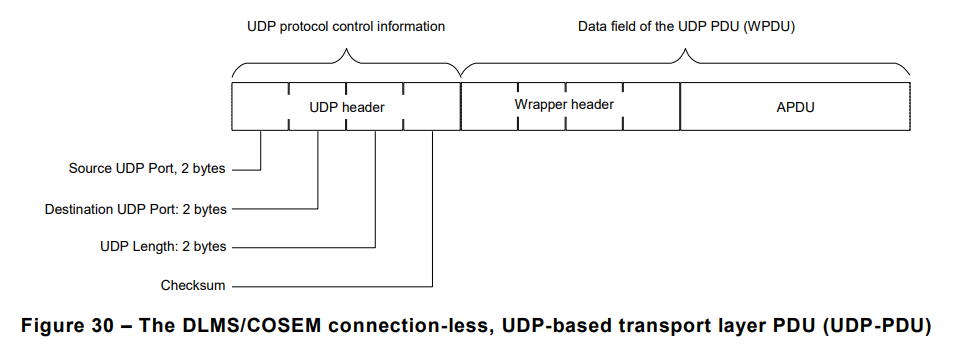 UDP protocol control information
Data field of the UDP PDU (WPDU)
UDP header
Wrapper header
APDU
Source UDP Port, 2 bytes
Destination UDP Port: 2 bytes
UDP Length: 2 bytes
Checksum
Figure 30 – The DLMS/COSEM connection-less, UDP-based transport layer PDU (UDP-PDU)